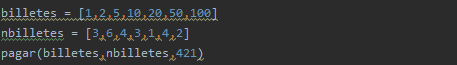 billetes = [1,2,5,10,20,50,100]
nbilletes = [3,6,4,3,1,4,2]
pagar(billetes,nbilletes,421)